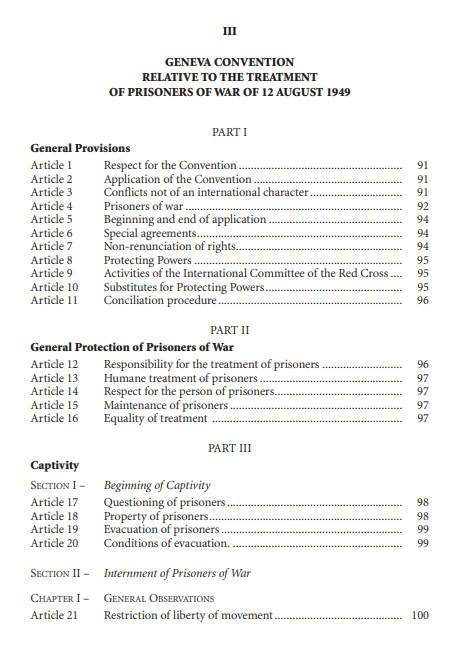 III
GENEVA CONVENTION
RELATIVE TO THE TREATMENT
OF PRISONERS OF WAR OF 12 AUGUST 1949
PART I
General Provisions
Article 1 Respect for the Convention ........................................................ 91
Article 2 Application of the Convention ................................................... 91
Article 3 Conflicts not of an international character ................................ 91
Article 4 Prisoners of war ......................................................................... 92
Article 5 Beginning and end of application .............................................. 94
Article 6 Special agreements..................................................................... 94
Article 7 Non-renunciation of rights......................................................... 94
Article 8 Protecting Powers ...................................................................... 95
Article 9 Activities of the International Committee of the Red Cross .... 95
Article 10 Substitutes for Protecting Powers............................................... 95
Article 11 Conciliation procedure............................................................... 96
PART II
General Protection of Prisoners of War
Article 12 Responsibility for the treatment of prisoners ........................... 96
Article 13 Humane treatment of prisoners ................................................ 97
Article 14 Respect for the person of prisoners........................................... 97
Article 15 Maintenance of prisoners .......................................................... 97
Article 16 Equality of treatment ................................................................ 97
PART III
Captivity
SECTION I – Beginning of Captivity
Article 17 Questioning of prisoners ........................................................... 98
Article 18 Property of prisoners.................................................................. 98
Article 19 Evacuation of prisoners ............................................................. 99
Article 20 Conditions of evacuation. ......................................................... 99
SECTION II – Internment of Prisoners of War
CHAPTER I – GENERAL OBSERVATIONS
Article 21 Restriction of liberty of movement ........................................... 100